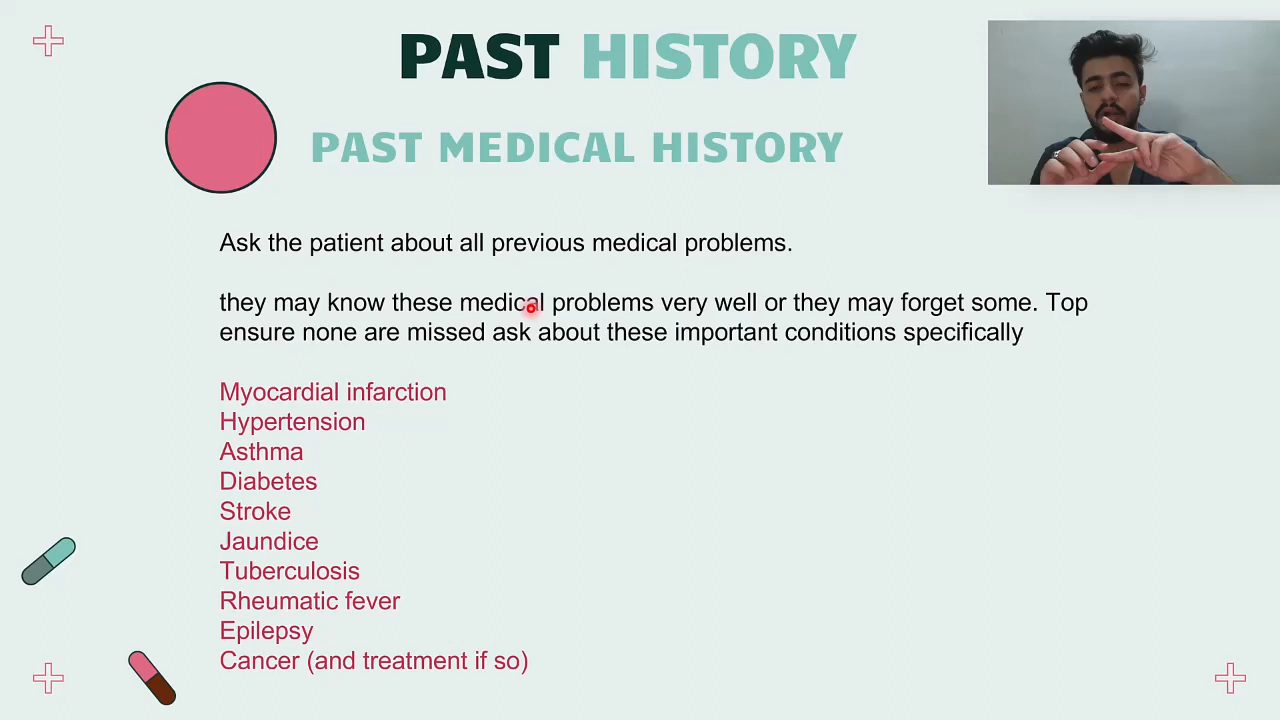 PAST HISTORY
PAST MEDICAL HISTORY
Ask the patient about all previous medical problems.
they may know these medical problems very well or they may forget some. Top
ensure none are missed ask about these important conditions specifically
Myocardial infarction
Hypertension
Asthma
Diabetes
Stroke
Jaundice
Tuberculosis
Rheumatic fever
Epilepsy
Cancer (and treatment if so)